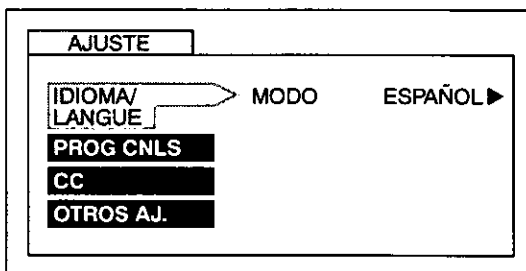 AJUSTE
IDIOMA/ MODO ESPAÑOL▶
LANGUE
PROG CNLS
CC
OTROS AJ.